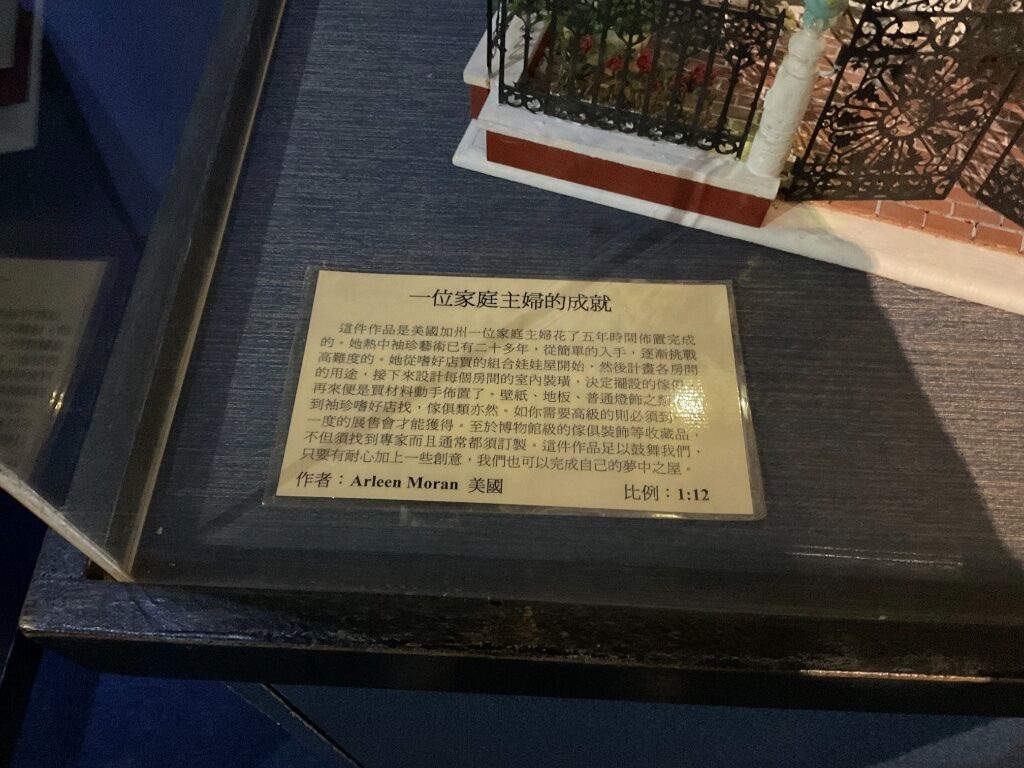 一位家庭主婦的成就
這件作品是美國加州一位家庭主婦花了五年時間佈置完成
的。她熱中袖珍藝術已有二十多年，從簡單的入手，逐漸挑戰
高難度的。她從嗜好店買的組合娃娃屋開始，然後計畫各房間
的用途，接下來設計每個房間的室內裝璜，決定擺設的傢俱
再來便是買材料動手佈置了。壁紙、地板、普通燈飾之類
到袖珍嗜好店找，傢俱類亦然。如你需要高級的則必須到
一度的展售會才能獲得。至於博物館級的傢俱裝飾等收藏品，
不但須找到專家而且通常都須訂製。這件作品足以鼓舞我們，
只要有耐心加上一些創意，我們也可以完成自己的夢中之屋。
作者：Arleen Moran 美國
比例：1:12